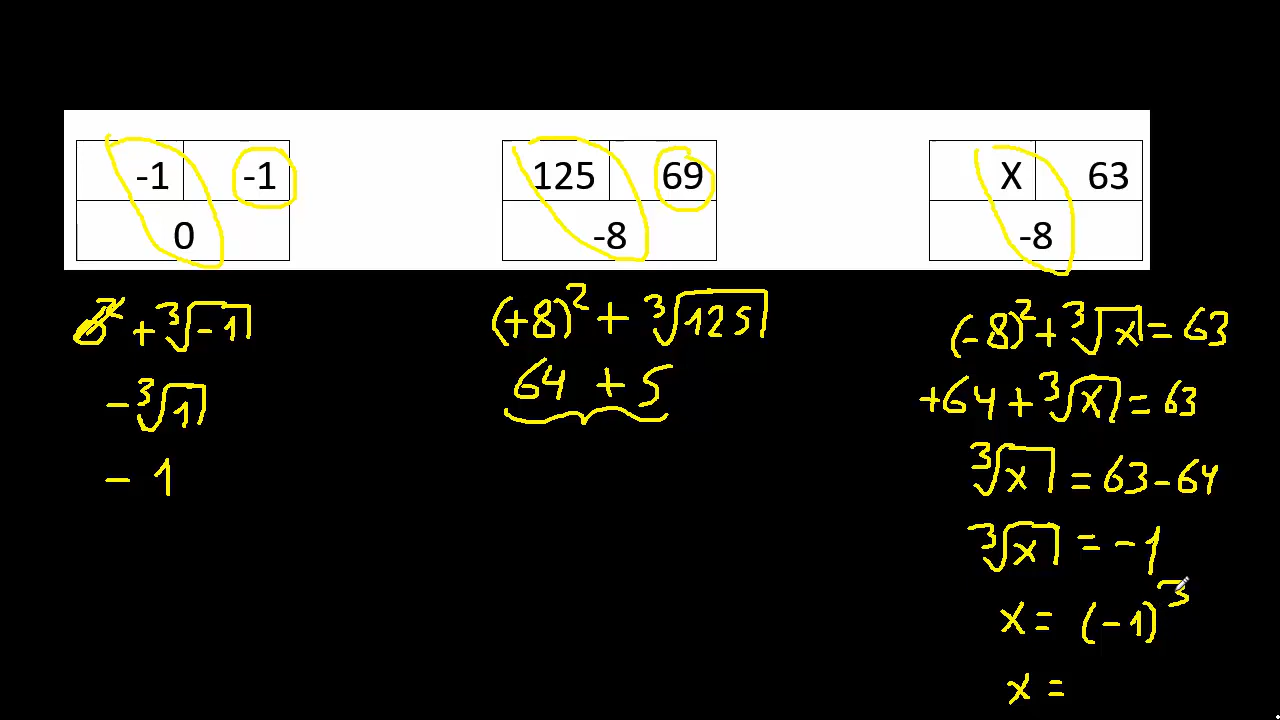 -1 -1
0
125 69
-8
X 63
-8
+ ∛-1
- ∛1
- 1
(+8)² + ∛125
64 + 5
(-8)² + ∛x = 63
+64 + ∛x = 63
∛x = 63 - 64
∛x = -1
x = (-1)³
x =